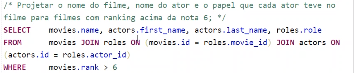 /* Projetar o nome do filme, nome do ator e o papel que cada ator teve no
filme para filmes com ranking acima da nota 6; */
SELECT movies.name, actors.first_name, actors.last_name, roles.role
FROM movies JOIN roles ON (movies.id = roles.movie_id) JOIN actors ON
(actors.id = roles.actor_id)
WHERE movies.rank > 6